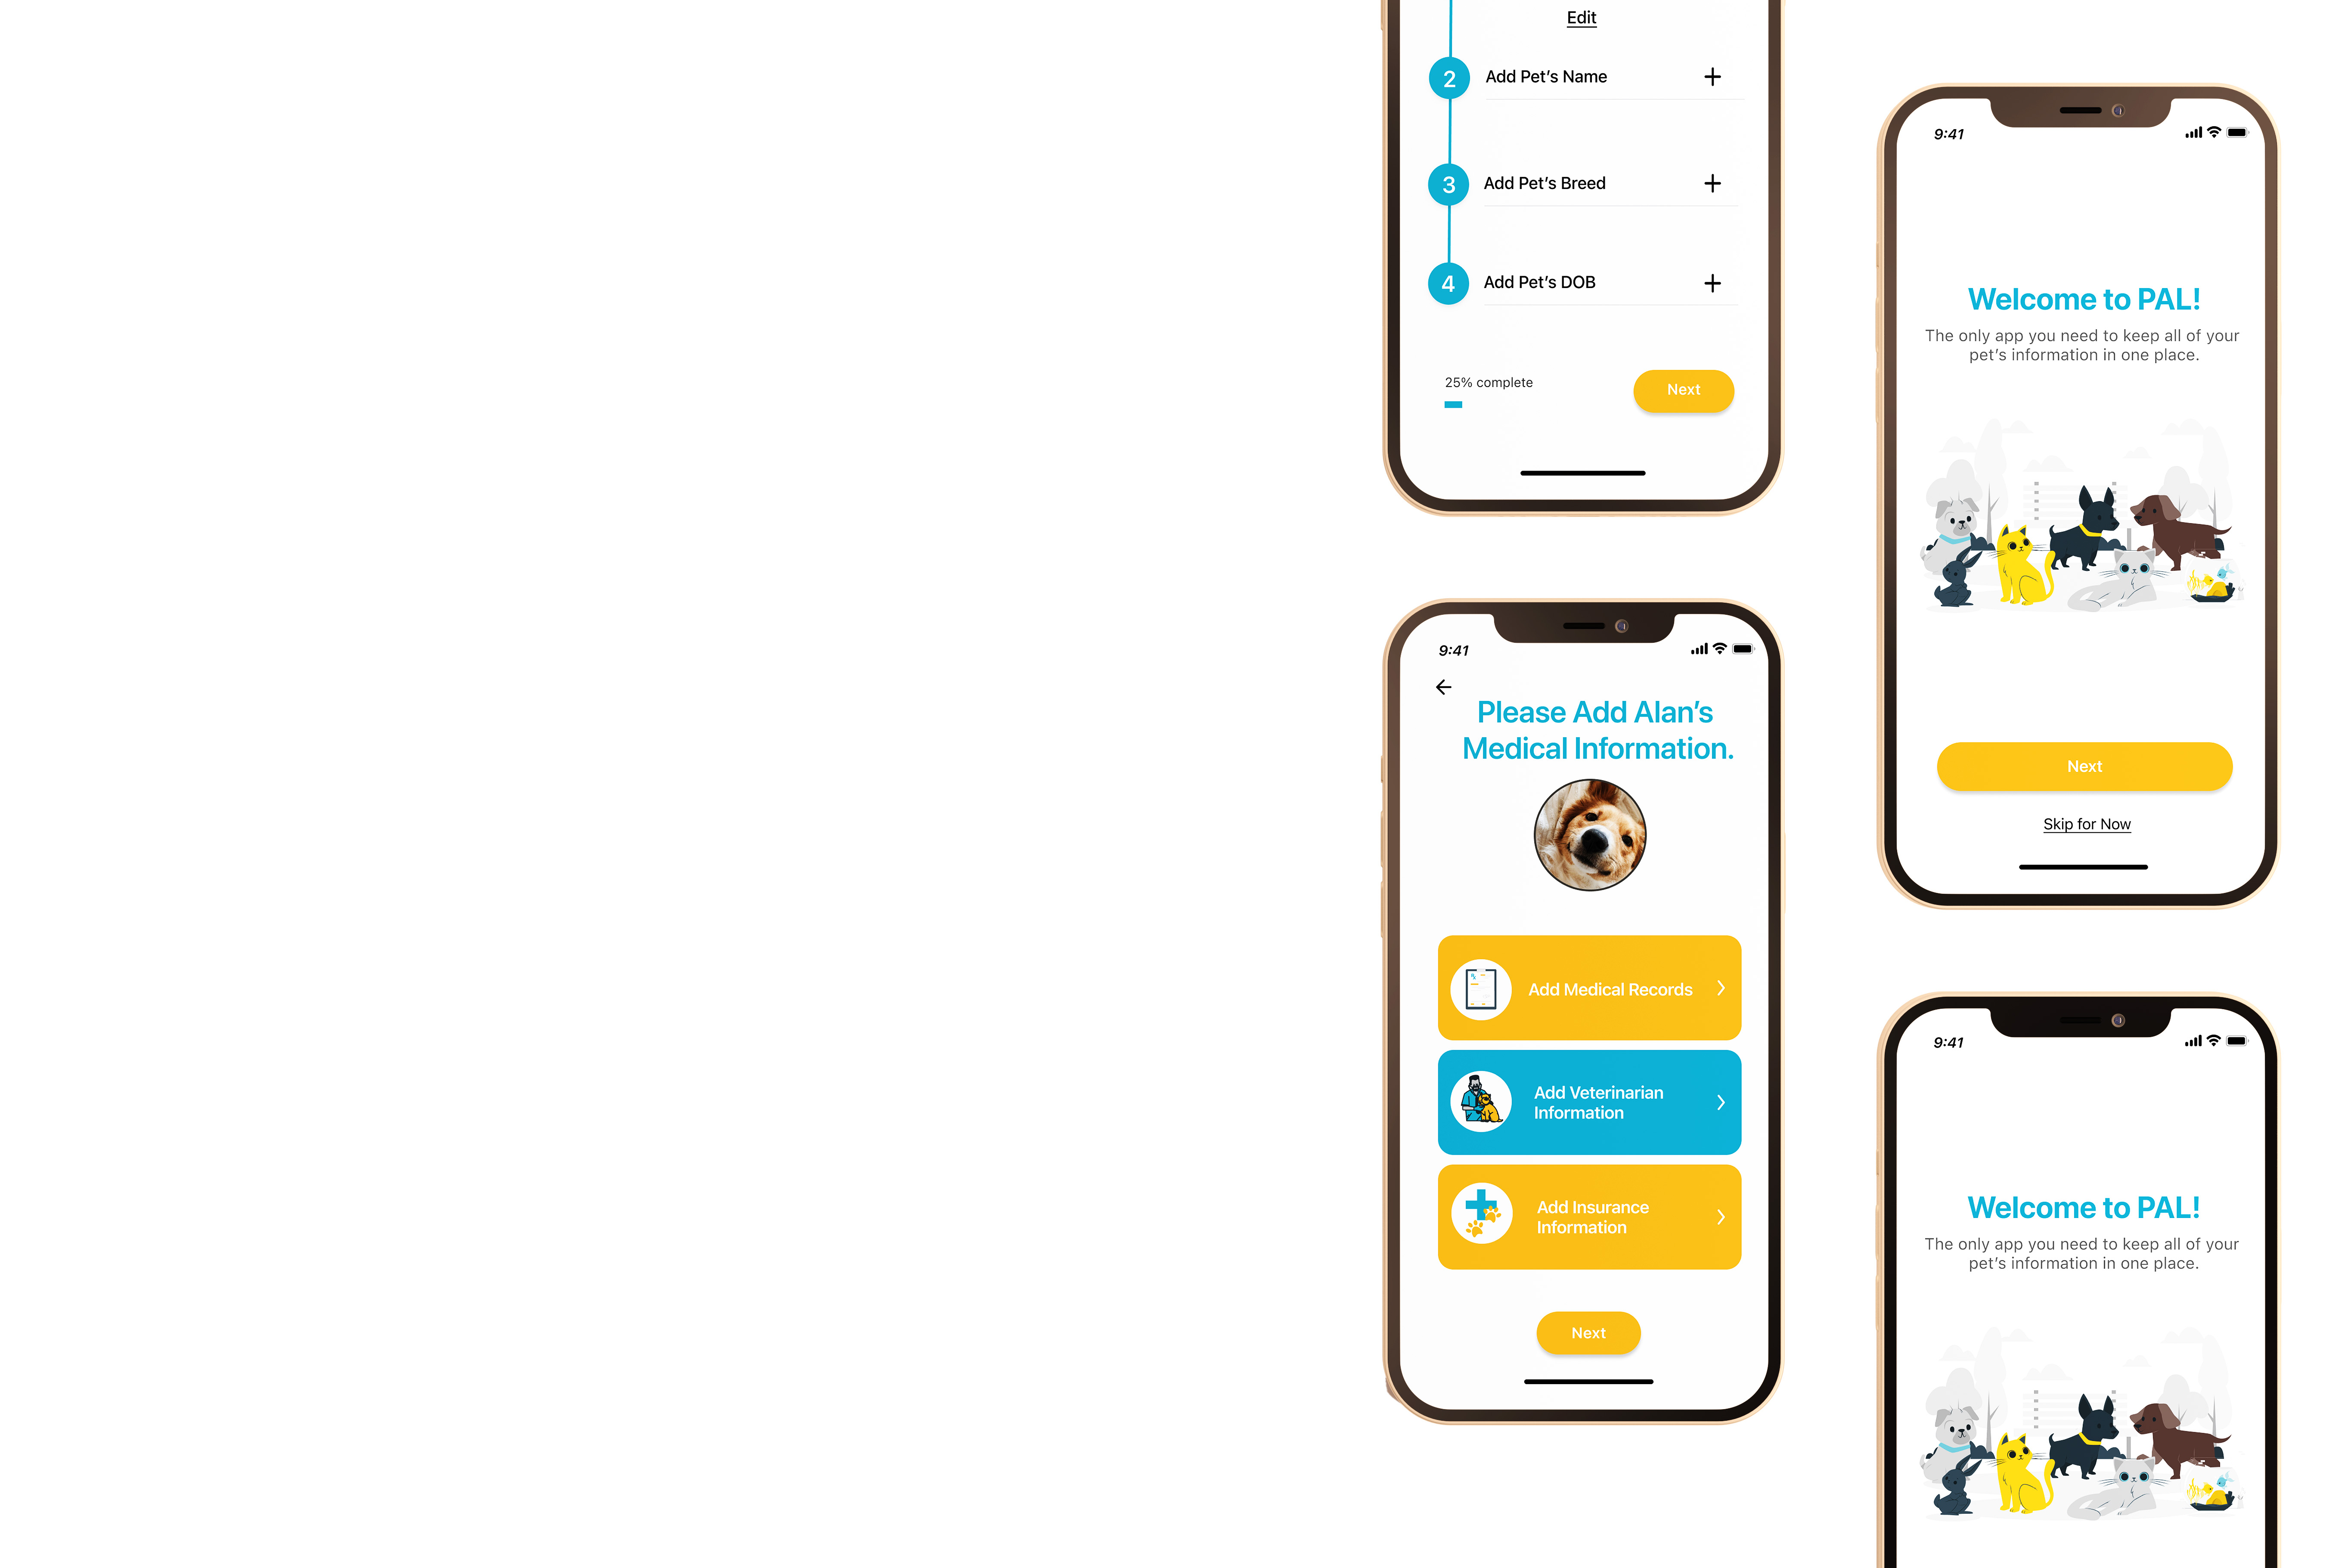 Edit
2 Add Pet's Name +
3 Add Pet's Breed +
4 Add Pet's DOB +
25% complete
Next
9:41
Please Add Alan's
Medical Information.
Add Medical Records
Add Veterinarian
Information
Add Insurance
Information
Next
9:41
Welcome to PAL!
The only app you need to keep all of your
pet's information in one place.
Next
Skip for Now
9:41
Welcome to PAL!
The only app you need to keep all of your
pet's information in one place.